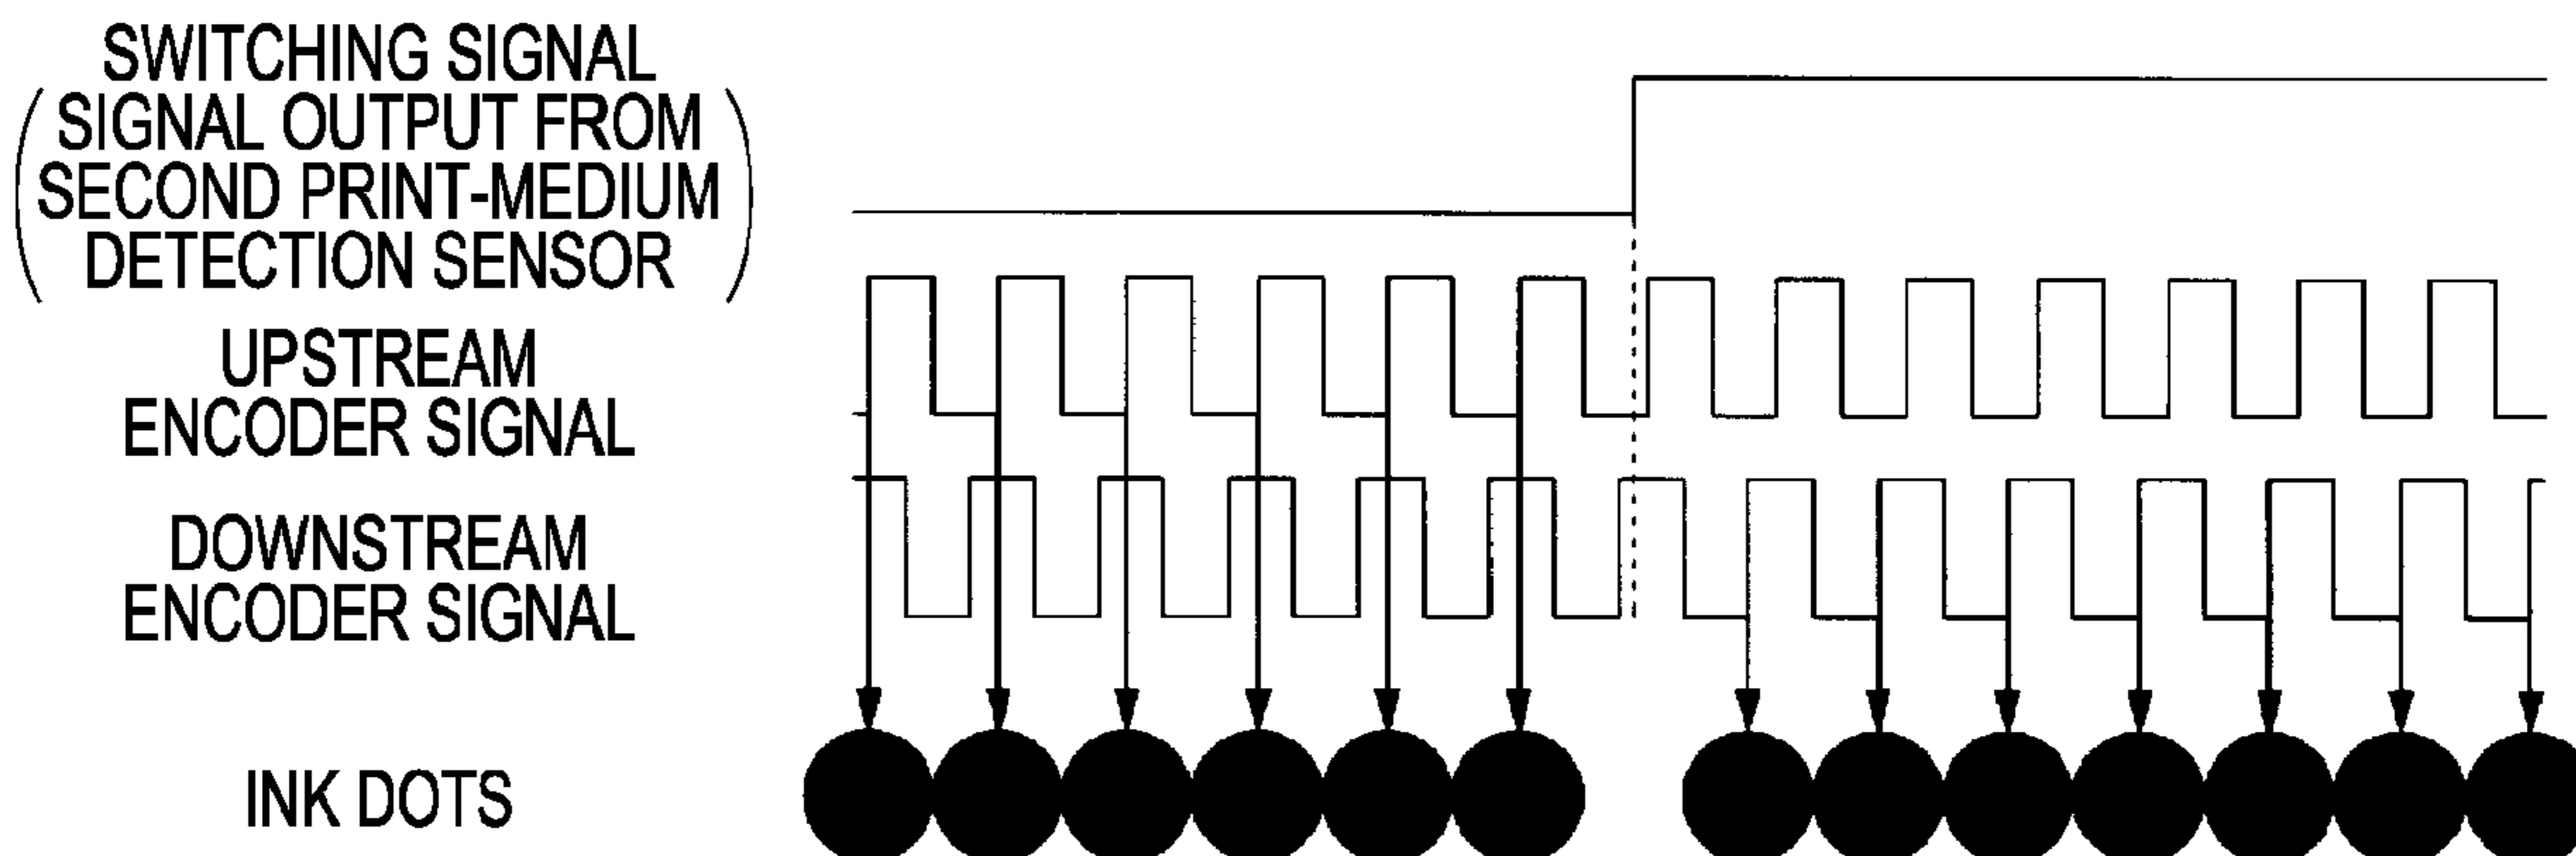 SWITCHING SIGNAL
( SIGNAL OUTPUT FROM
SECOND PRINT-MEDIUM
DETECTION SENSOR )
UPSTREAM
ENCODER SIGNAL
DOWNSTREAM
ENCODER SIGNAL
INK DOTS